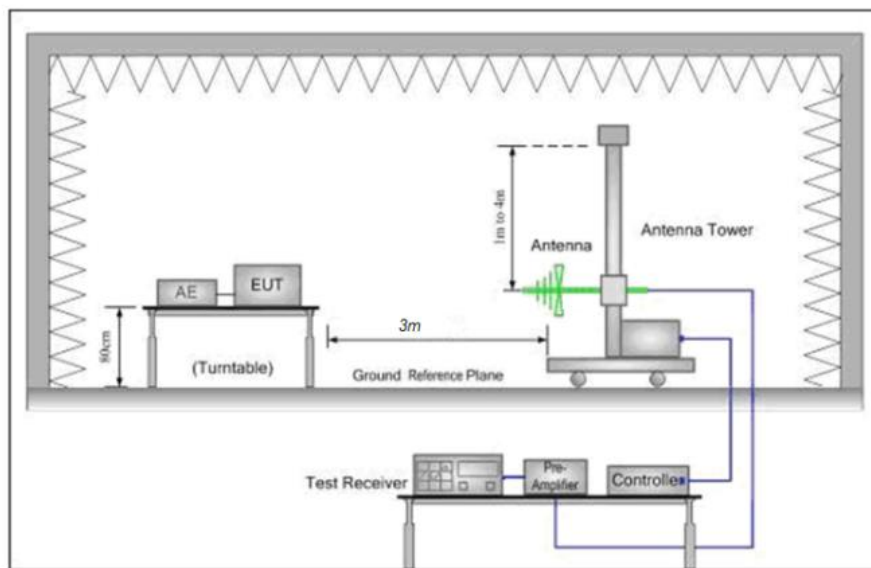 1m to 4m
Antenna
Antenna Tower
AE
EUT
80cm
3m
(Turntable)
Ground Reference Plane
Test Receiver
Pre-
Amplifier
Controller